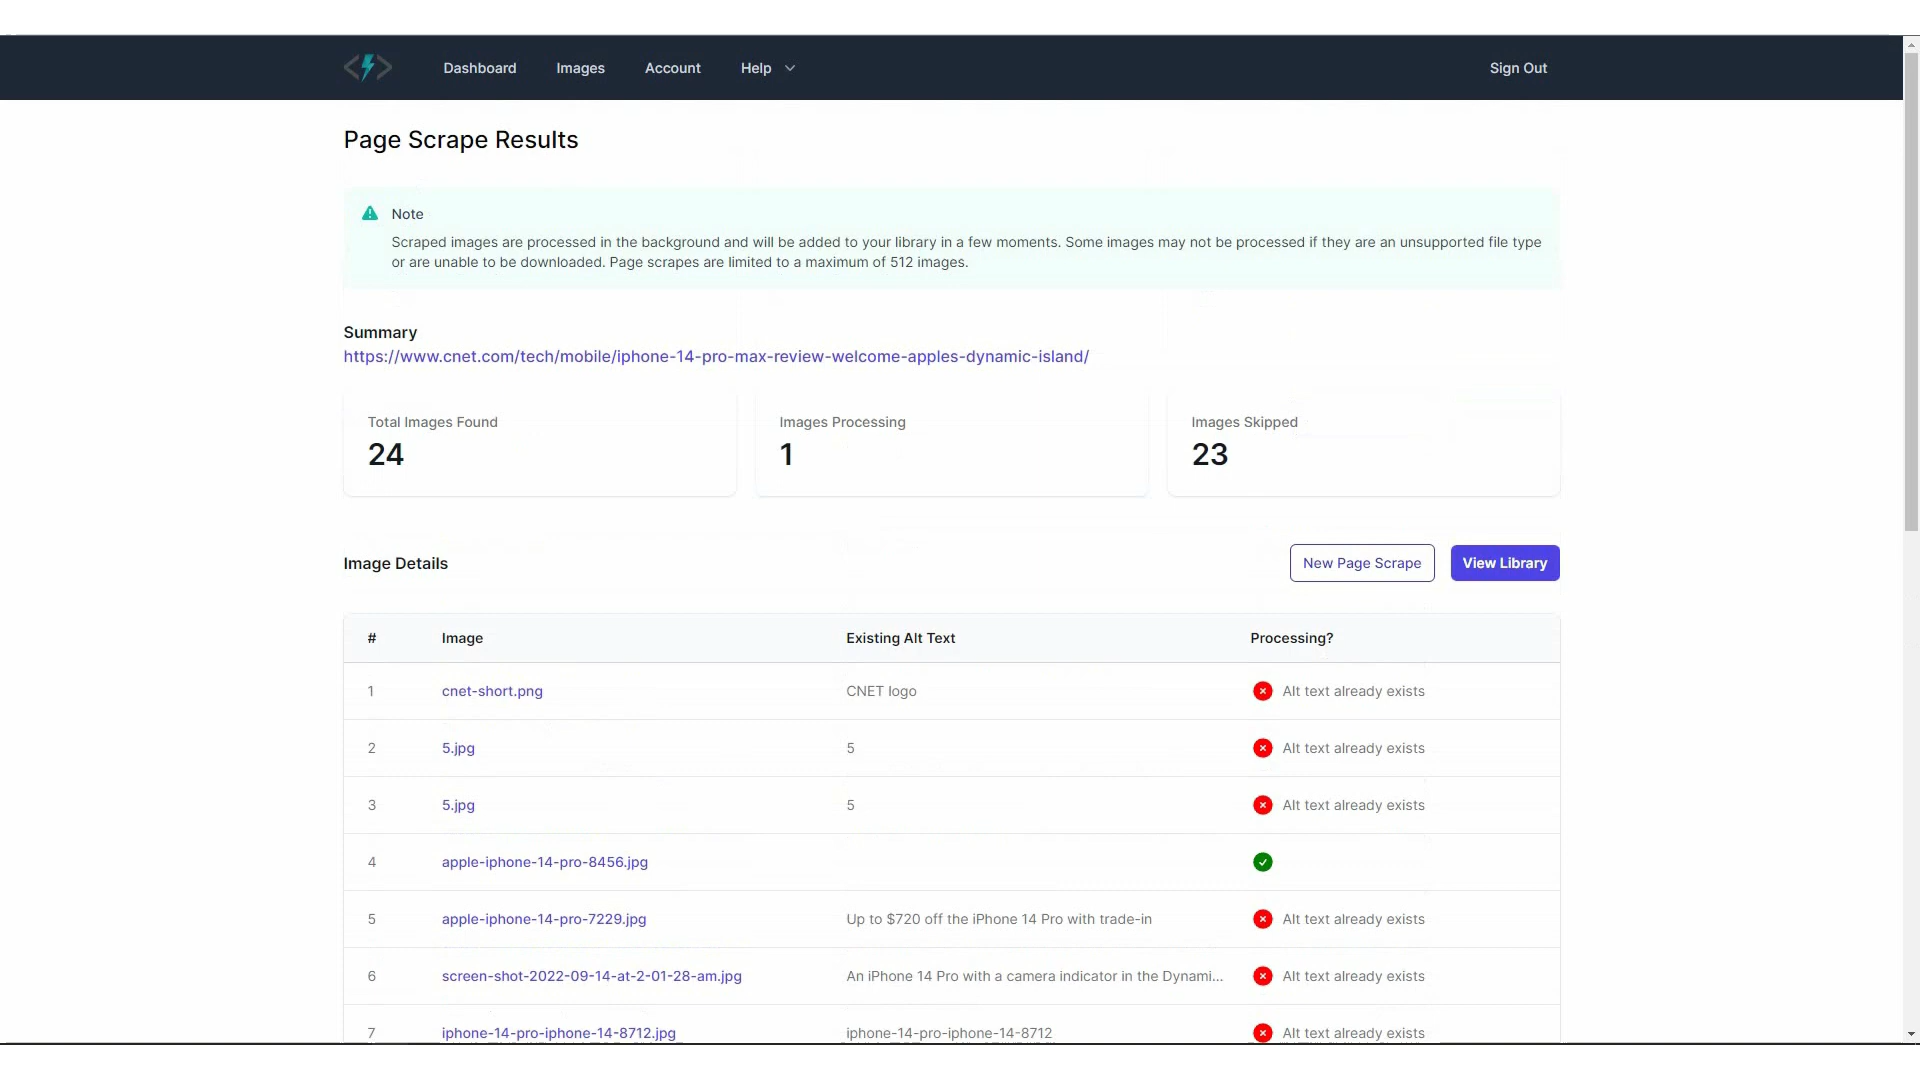 Dashboard Images Account Help Sign Out
Page Scrape Results
Note
Scraped images are processed in the background and will be added to your library in a few moments. Some images may not be processed if they are an unsupported file type
or are unable to be downloaded. Page scrapes are limited to a maximum of 512 images.
Summary
https://www.cnet.com/tech/mobile/iphone-14-pro-max-review-welcome-apples-dynamic-island/
Total Images Found Images Processing Images Skipped
24 1 23
Image Details New Page Scrape View Library
# Image Existing Alt Text Processing?
1 cnet-short.png CNET logo Alt text already exists
2 5.jpg 5 Alt text already exists
3 5.jpg 5 Alt text already exists
4 apple-iphone-14-pro-8456.jpg
5 apple-iphone-14-pro-7229.jpg Up to $720 off the iPhone 14 Pro with trade-in Alt text already exists
6 screen-shot-2022-09-14-at-2-01-28-am.jpg An iPhone 14 Pro with a camera indicator in the Dynami... Alt text already exists
7 iphone-14-pro-iphone-14-8712.jpg iphone-14-pro-iphone-14-8712 Alt text already exists